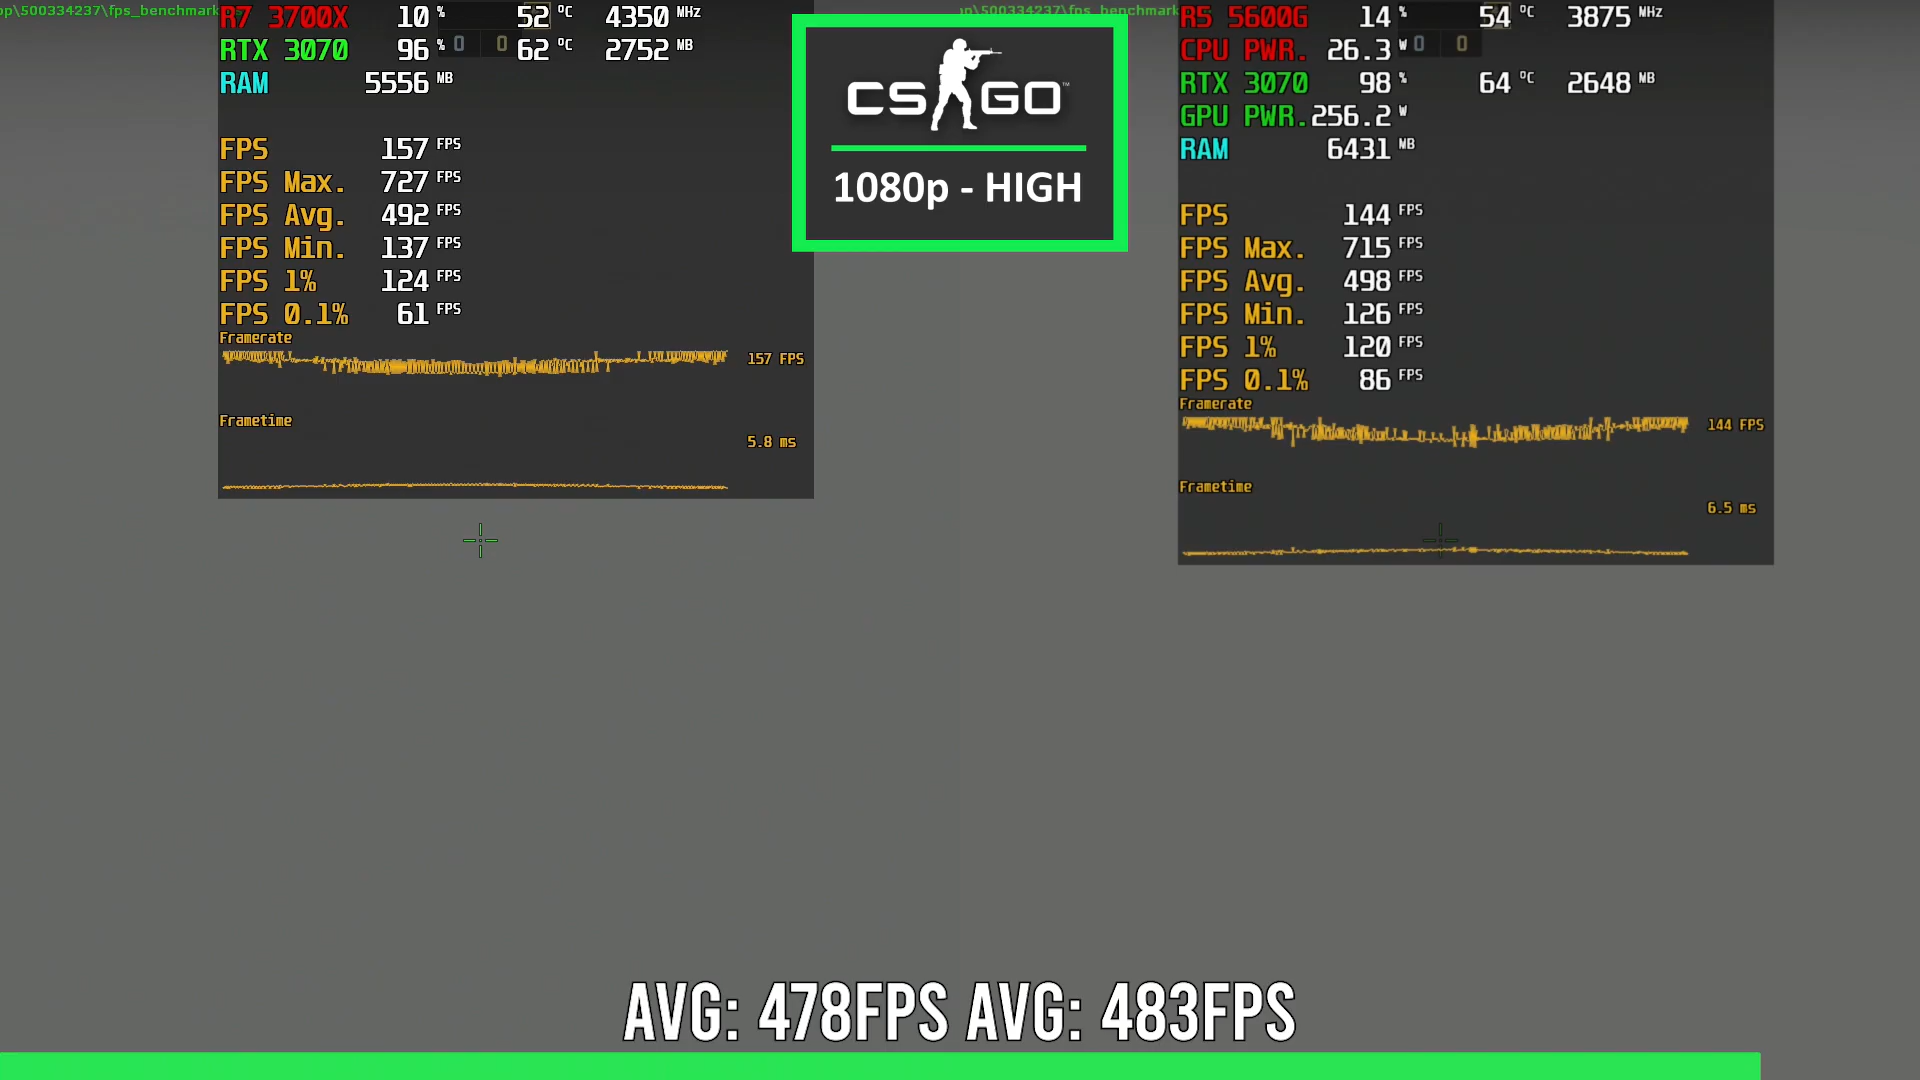 op\500334237\fps_benchmark
R7 3700X 10 % 52 °C 4350 MHz
RTX 3070 96 % 0 0 62 °C 2752 MB
RAM 5556 MB
FPS 157 FPS
FPS Max. 727 FPS
FPS Avg. 492 FPS
FPS Min. 137 FPS
FPS 1% 124 FPS
FPS 0.1% 61 FPS
Framerate
157 FPS
Frametime
5.8 ms
CS GO™
1080p - HIGH
\500334237\fps_benchmark
R5 5600G 14 % 54 °C 3875 MHz
CPU PWR. 26.3 W 0 0
RTX 3070 98 % 64 °C 2648 MB
GPU PWR. 256.2 W
RAM 6431 MB
FPS 144 FPS
FPS Max. 715 FPS
FPS Avg. 498 FPS
FPS Min. 126 FPS
FPS 1% 120 FPS
FPS 0.1% 86 FPS
Framerate
144 FPS
Frametime
6.5 ms
AVG: 478FPS AVG: 483FPS